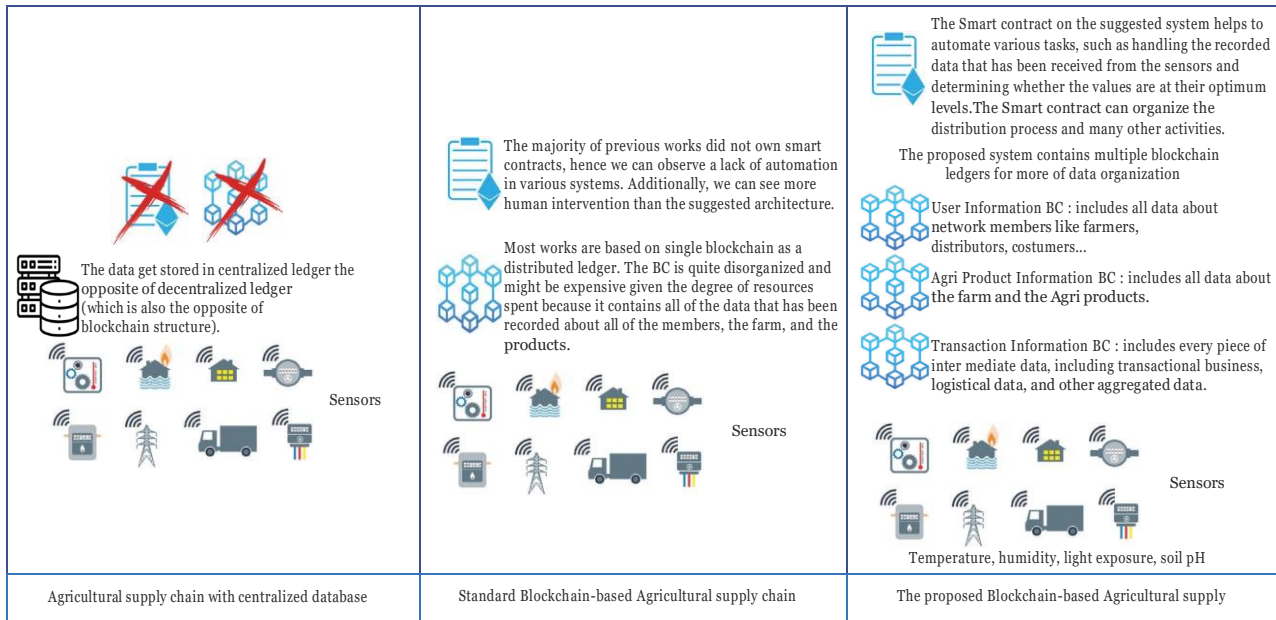 The data get stored in centralized ledger the
opposite of decentralized ledger
(which is also the opposite of
blockchain structure).
Sensors
Agricultural supply chain with centralized database
The majority of previous works did not own smart
contracts, hence we can observe a lack of automation
in various systems. Additionally, we can see more
human intervention than the suggested architecture.
Most works are based on single blockchain as a
distributed ledger. The BC is quite disorganized and
might be expensive given the degree of resources
spent because it contains all of the data that has been
recorded about all of the members, the farm, and the
products.
Sensors
Standard Blockchain-based Agricultural supply chain
The Smart contract on the suggested system helps to
automate various tasks, such as handling the recorded
data that has been received from the sensors and
determining whether the values are at their optimum
levels.The Smart contract can organize the
distribution process and many other activities.
The proposed system contains multiple blockchain
ledgers for more of data organization
User Information BC : includes all data about
network members like farmers,
distributors, costumers...
Agri Product Information BC : includes all data about
the farm and the Agri products.
Transaction Information BC : includes every piece of
inter mediate data, including transactional business,
logistical data, and other aggregated data.
Sensors
Temperature, humidity, light exposure, soil pH
The proposed Blockchain-based Agricultural supply